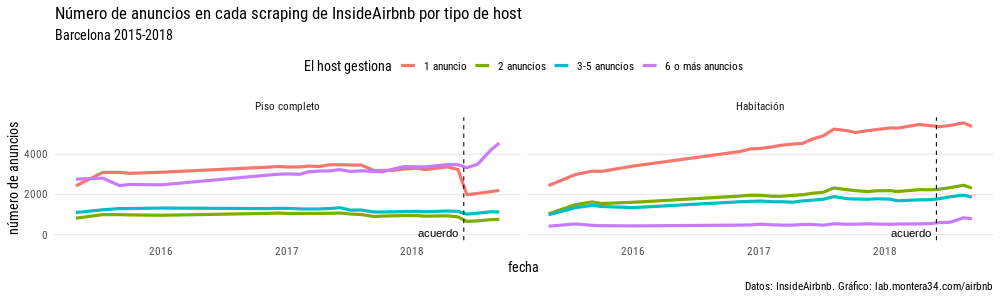 Número de anuncios en cada scraping de InsideAirbnb por tipo de host
Barcelona 2015-2018
El host gestiona 1 anuncio 2 anuncios 3-5 anuncios 6 o más anuncios
Piso completo Habitación
número de anuncios
4000
2000
0
acuerdo acuerdo
2016 2017 2018 2016 2017 2018
fecha
Datos: InsideAirbnb. Gráfico: lab.montera34.com/airbnb